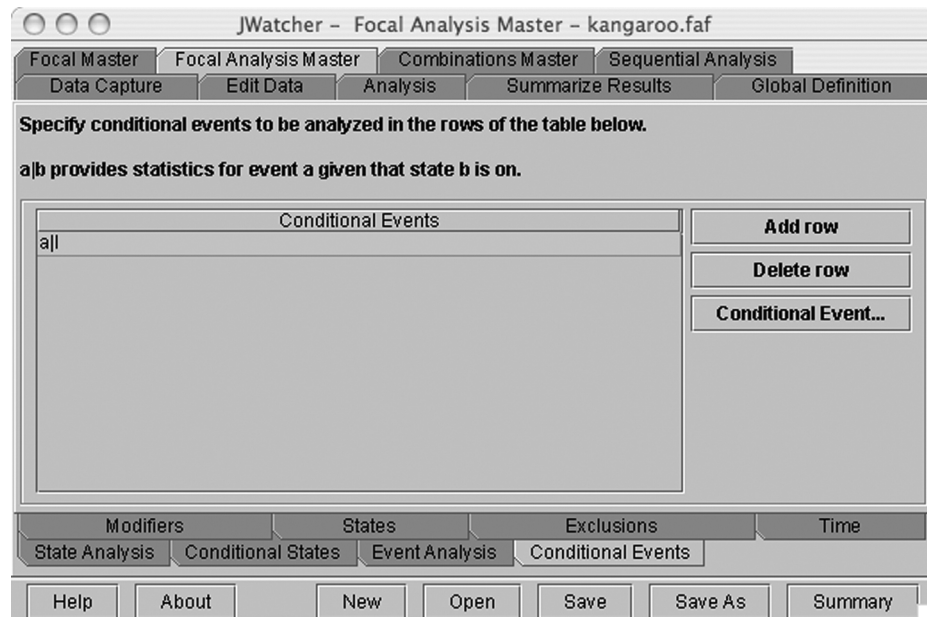 JWatcher – Focal Analysis Master – kangaroo.faf
Focal Master Focal Analysis Master Combinations Master Sequential Analysis
Data Capture Edit Data Analysis Summarize Results Global Definition
Specify conditional events to be analyzed in the rows of the table below.
a|b provides statistics for event a given that state b is on.
Conditional Events
a|l
Add row
Delete row
Conditional Event...
Modifiers States Exclusions Time
State Analysis Conditional States Event Analysis Conditional Events
Help About New Open Save Save As Summary